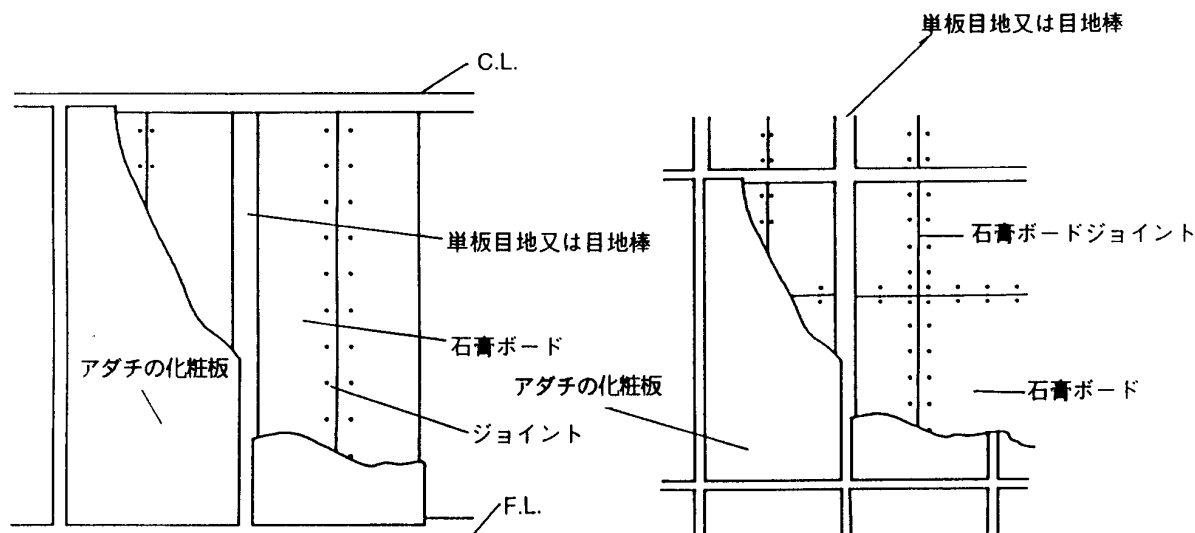 C.L.
単板目地又は目地棒
石膏ボード
アダチの化粧板
ジョイント
F.L.
単板目地又は目地棒
石膏ボードジョイント
アダチの化粧板
石膏ボード